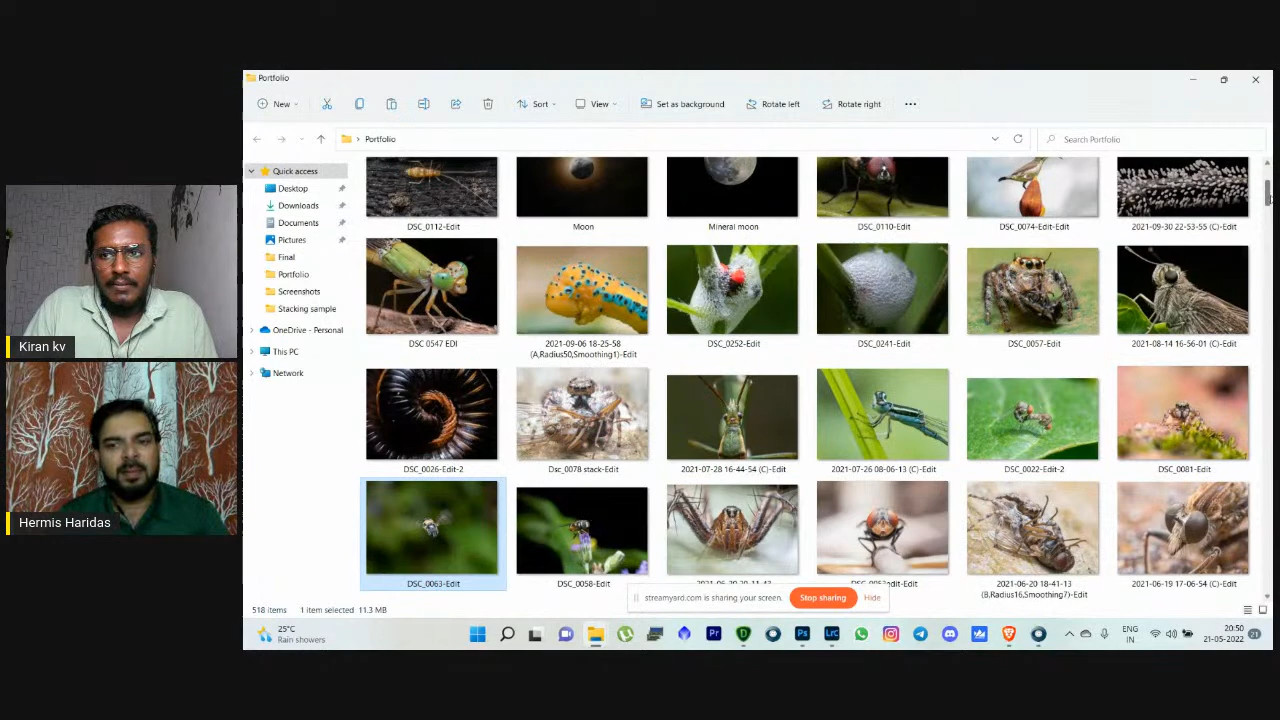 Portfolio
New
Sort
View
Set as background
Rotate left
Rotate right
Portfolio
Search Portfolio
Quick access
Desktop
Downloads
Documents
Pictures
Final
Portfolio
Screenshots
Stacking sample
OneDrive - Personal
This PC
Network
DSC_0112-Edit
Moon
Mineral moon
DSC_0110-Edit
DSC_0074-Edit-Edit
2021-09-30 22-53-55 (C)-Edit
DSC 0547 EDI
2021-09-06 18-25-58
(A,Radius50,Smoothing1)-Edit
DSC_0252-Edit
DSC_0241-Edit
DSC_0057-Edit
2021-08-14 16-56-01 (C)-Edit
DSC_0026-Edit-2
Dsc_0078 stack-Edit
2021-07-28 16-44-54 (C)-Edit
2021-07-26 08-06-13 (C)-Edit
DSC_0022-Edit-2
DSC_0081-Edit
DSC_0063-Edit
DSC_0058-Edit
2021-06-20 18-41-13
(B,Radius16,Smoothing7)-Edit
2021-06-19 17-06-54 (C)-Edit
streamyard.com is sharing your screen.
Stop sharing
Hide
518 items
1 item selected
11.3 MB
25°C
Rain showers
Pr
Ps
LrC
ENG
IN
20:50
21-05-2022
21
Kiran kv
Hermis Haridas